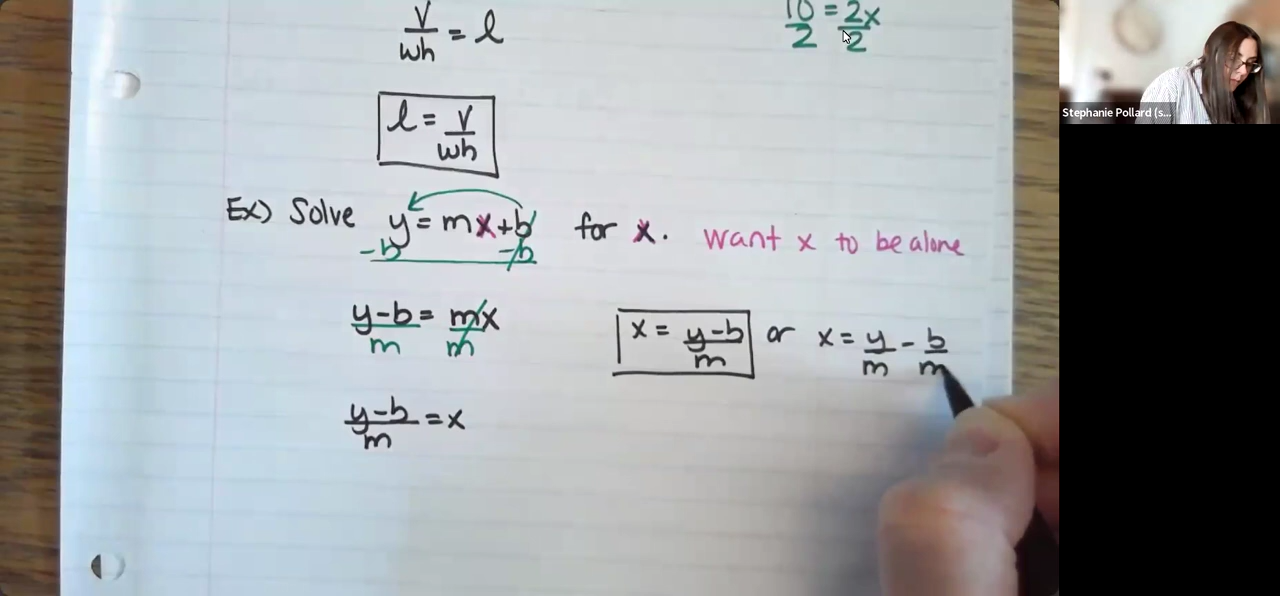 V/wh = l
10/2 = 2x/2
l = V/wh
Stephanie Pollard (s...
Ex) Solve y = mx+b for x. want x to be alone
-b -b
y-b/m = mx/m
x = y-b/m or x = y/m - b/m
y-b/m = x